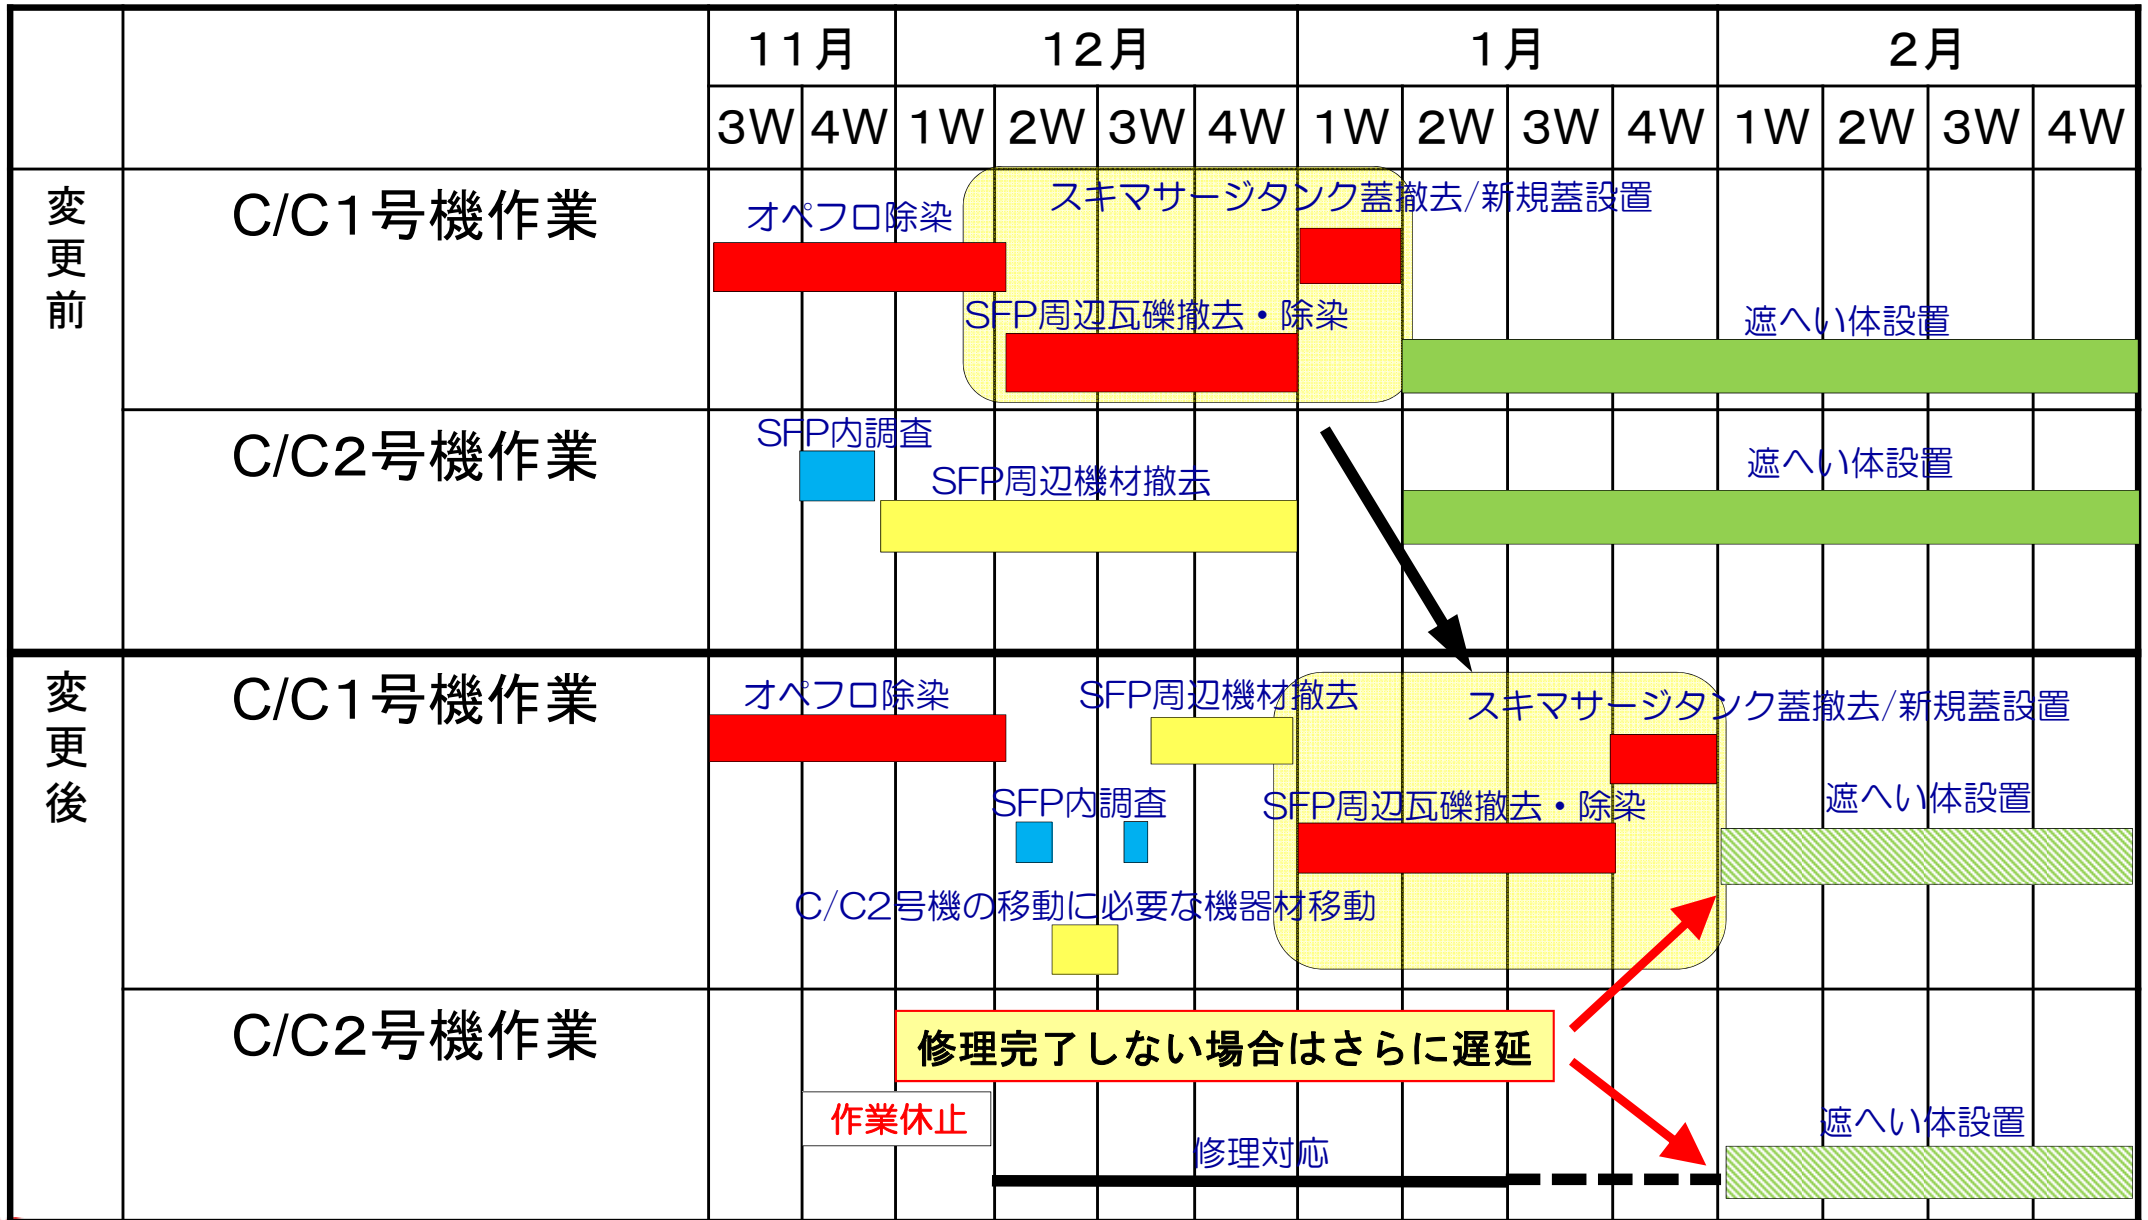 11月 12月 1月 2月
3W 4W 1W 2W 3W 4W 1W 2W 3W 4W 1W 2W 3W 4W
変更前
C/C1号機作業
オペフロ除染
スキマサージタンク蓋撤去/新規蓋設置
SFP周辺瓦礫撤去・除染
遮へい体設置
C/C2号機作業
SFP内調査
SFP周辺機材撤去
遮へい体設置
変更後
C/C1号機作業
オペフロ除染
SFP周辺機材撤去
スキマサージタンク蓋撤去/新規蓋設置
SFP内調査
SFP周辺瓦礫撤去・除染
遮へい体設置
C/C2号機の移動に必要な機器材移動
C/C2号機作業
修理完了しない場合はさらに遅延
作業休止
修理対応
遮へい体設置